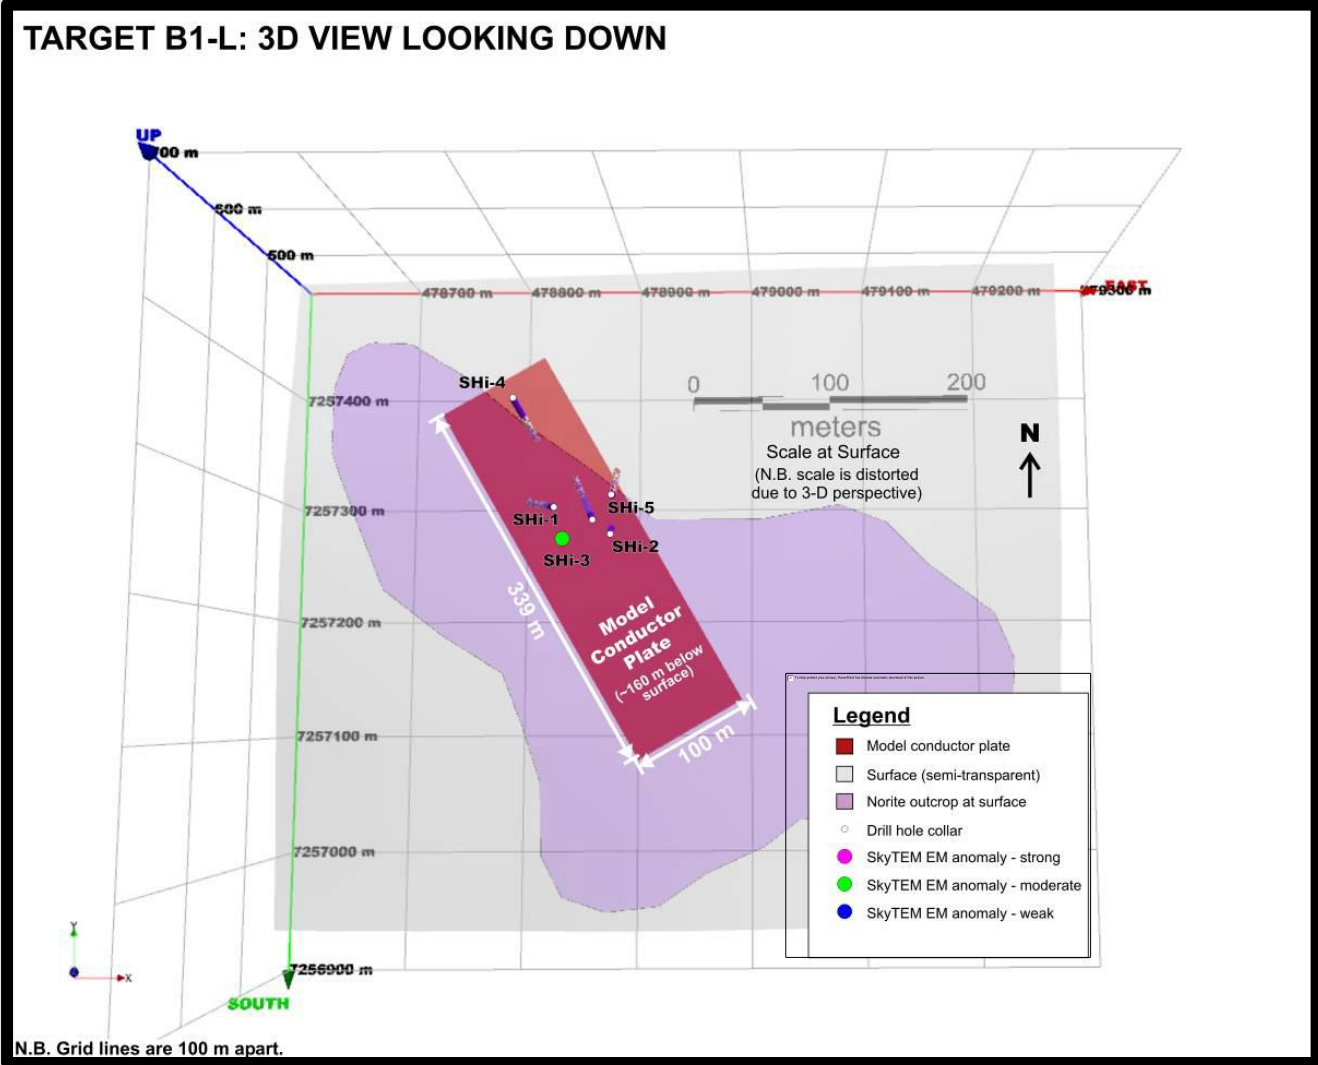 TARGET B1-L: 3D VIEW LOOKING DOWN
UP
700 m
600 m
500 m
478700 m
478800 m
478900 m
479000 m
479100 m
479200 m
479300 m
EAST
SHi-4
7257400 m
0 100 200
meters
Scale at Surface
(N.B. scale is distorted
due to 3-D perspective)
N
7257300 m
SHi-1
SHi-5
SHi-2
SHi-3
339 m
Model
Conductor
Plate
(~160 m below
surface)
7257200 m
7257100 m
100 m
Legend
Model conductor plate
Surface (semi-transparent)
Norite outcrop at surface
Drill hole collar
SkyTEM EM anomaly - strong
SkyTEM EM anomaly - moderate
SkyTEM EM anomaly - weak
7257000 m
Y
X
7256900 m
SOUTH
N.B. Grid lines are 100 m apart.